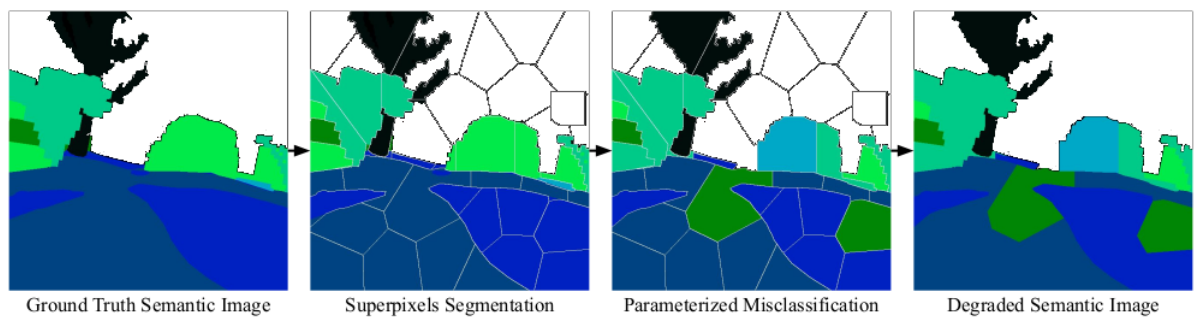 Ground Truth Semantic Image
Superpixels Segmentation
Parameterized Misclassification
Degraded Semantic Image